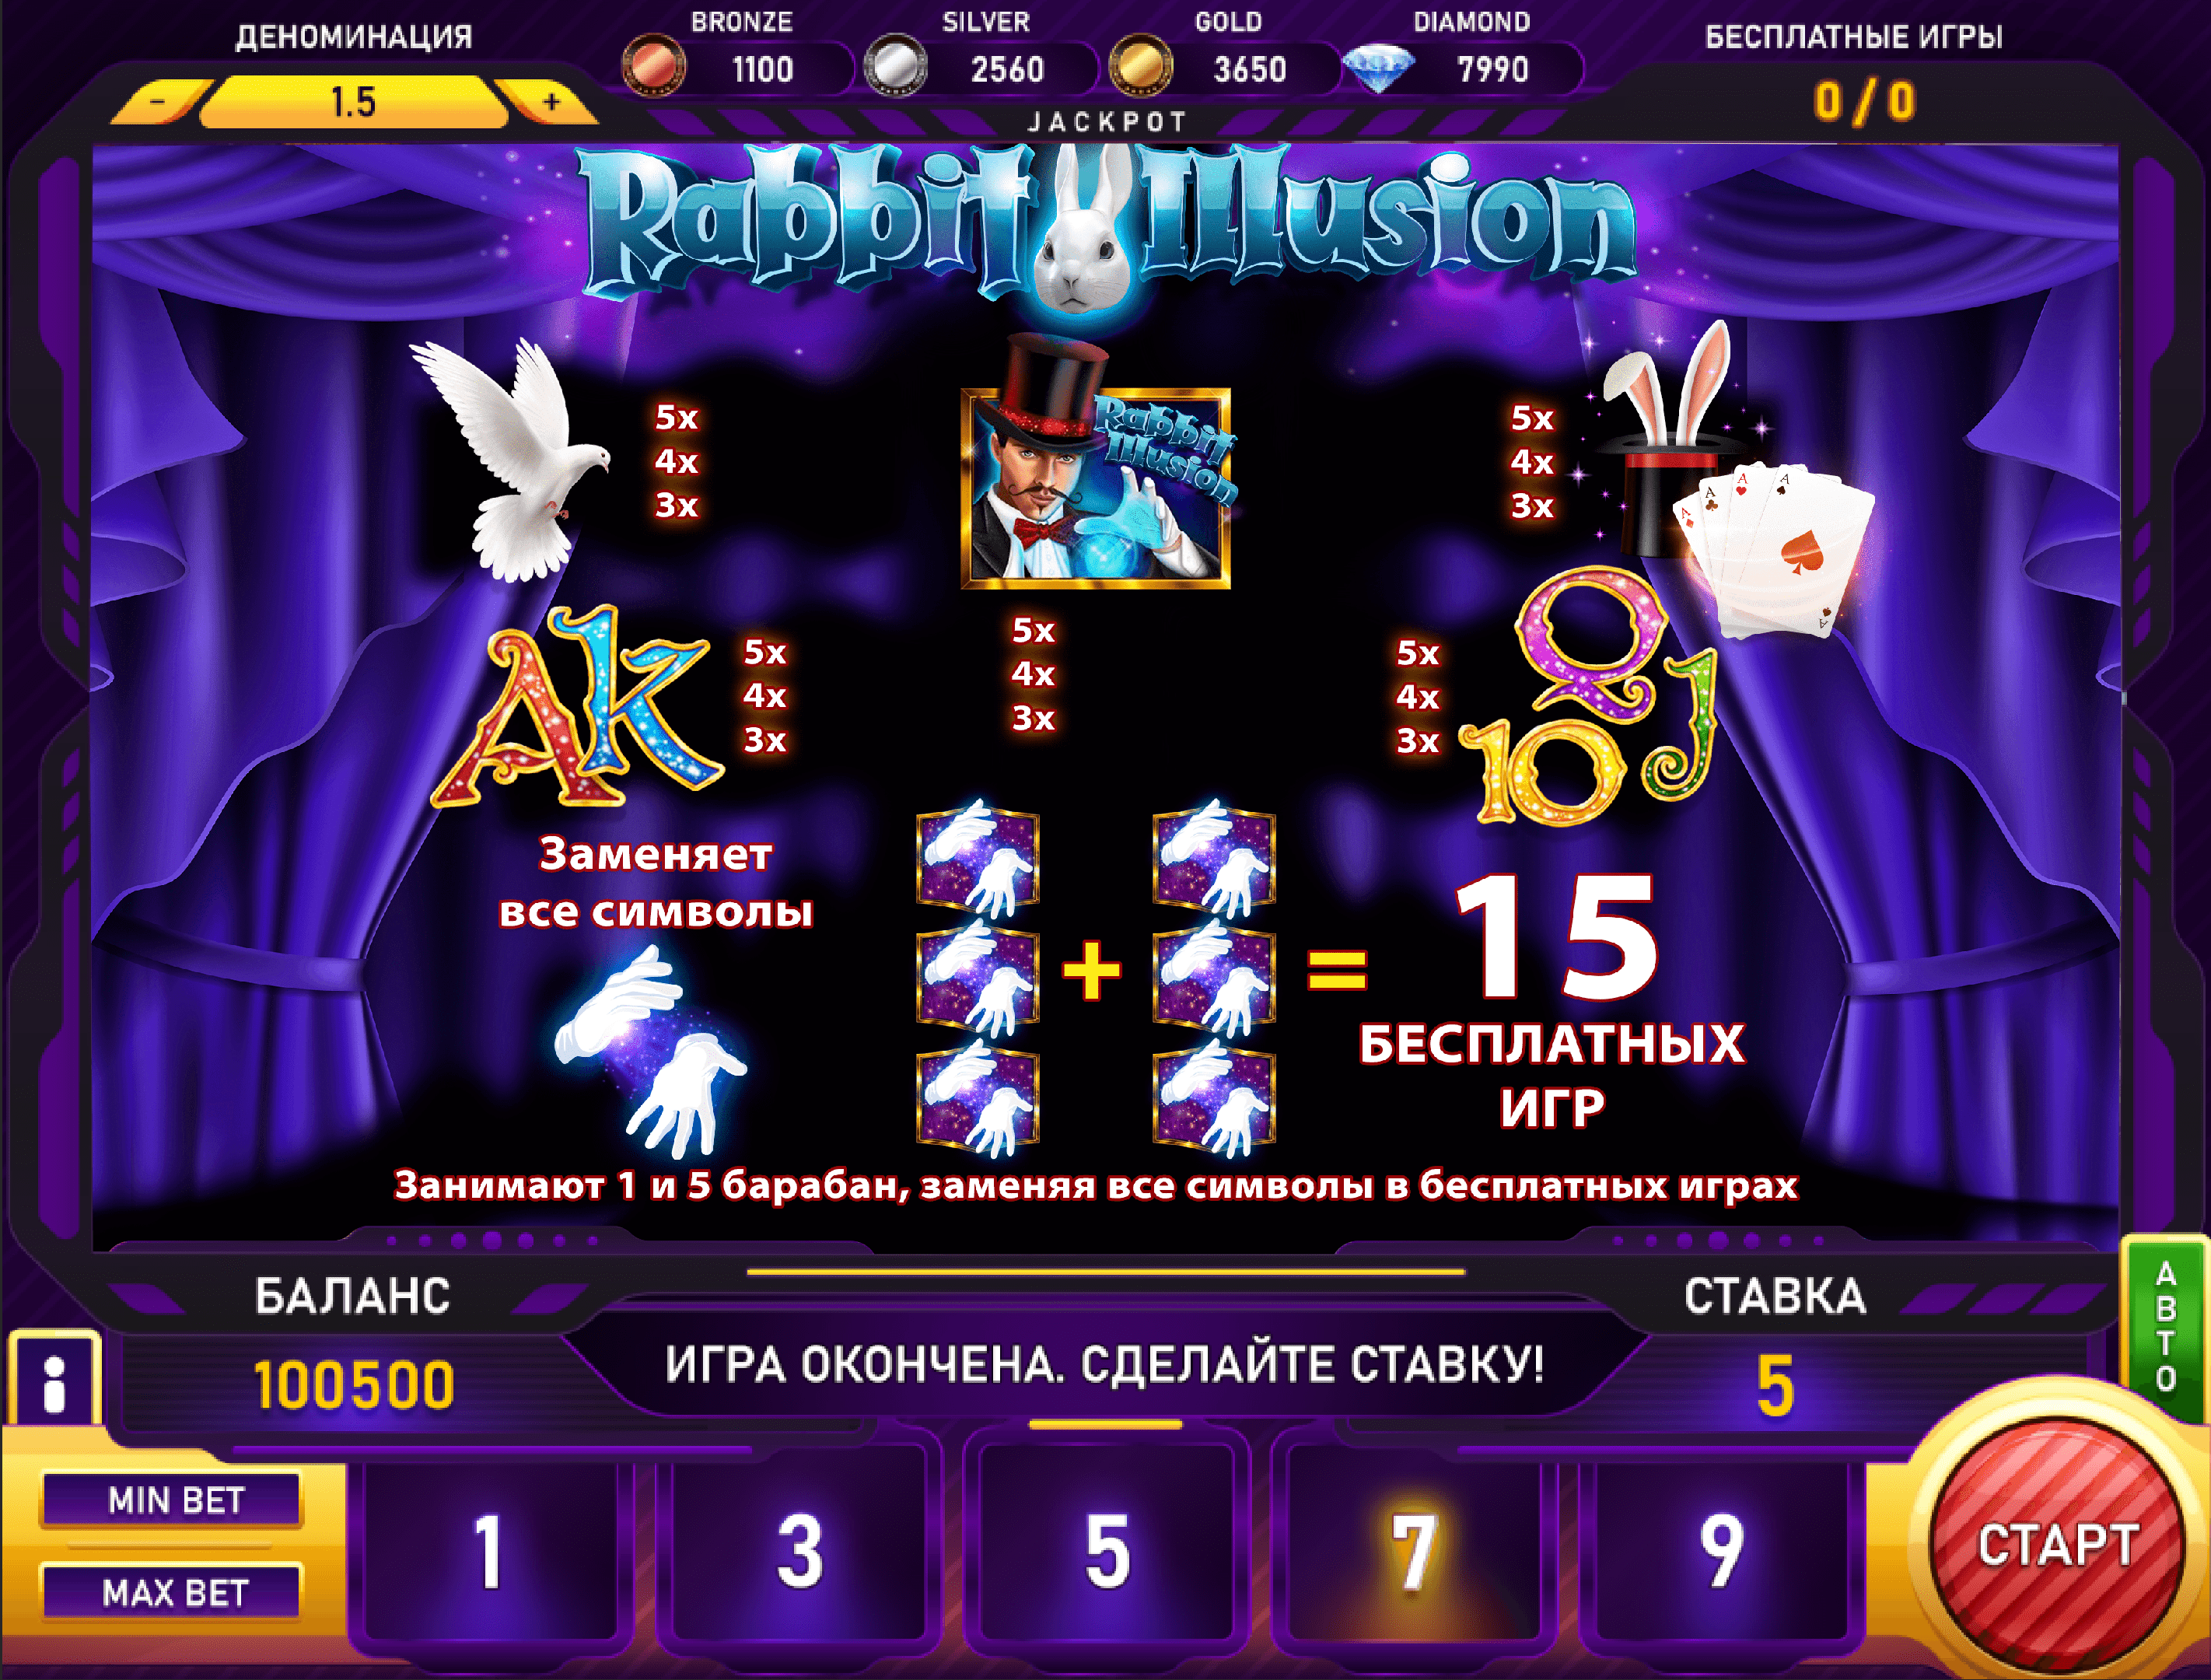 ДЕНОМИНАЦИЯ
- 1.5 +
BRONZE
1100
SILVER
2560
GOLD
3650
DIAMOND
7990
JACKPOT
БЕСПЛАТНЫЕ ИГРЫ
0 / 0
Rabbit Illusion
5x
4x
3x
Rabbit
Illusion
5x
4x
3x
A
A
A
A
A
AK
5x
4x
3x
5x
4x
3x
5x
4x
3x
Q
J
10
Заменяет
все символы
+
=
15
БЕСПЛАТНЫХ
ИГР
Занимают 1 и 5 барабан, заменяя все символы в бесплатных играх
БАЛАНС
100500
ИГРА ОКОНЧЕНА. СДЕЛАЙТЕ СТАВКУ!
СТАВКА
5
АВТО
i
MIN BET
MAX BET
1
3
5
7
9
СТАРТ